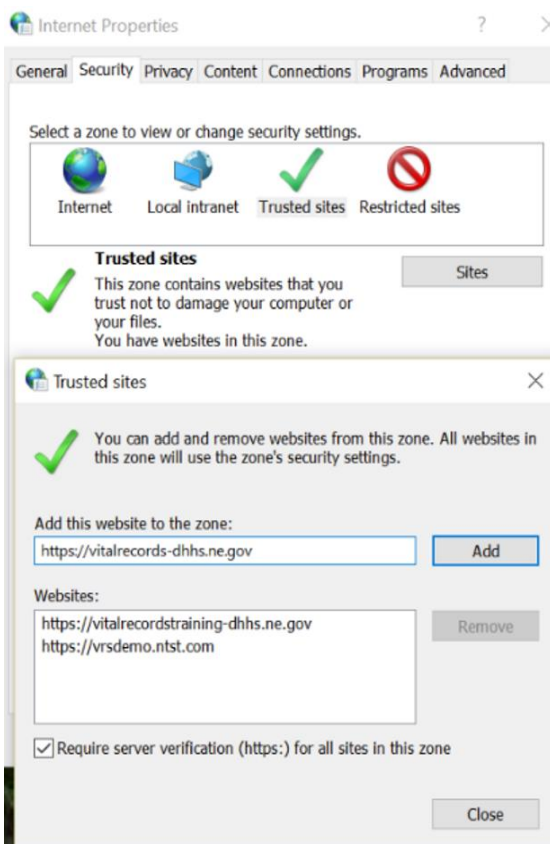 Internet Properties
?
General Security Privacy Content Connections Programs Advanced
Select a zone to view or change security settings.
Internet Local intranet Trusted sites Restricted sites
Trusted sites
Sites
This zone contains websites that you
trust not to damage your computer or
your files.
You have websites in this zone.
Trusted sites
You can add and remove websites from this zone. All websites in
this zone will use the zone's security settings.
Add this website to the zone:
https://vitalrecords-dhhs.ne.gov
Add
Websites:
https://vitalrecordstraining-dhhs.ne.gov
https://vrsdemo.ntst.com
Remove
Require server verification (https:) for all sites in this zone
Close